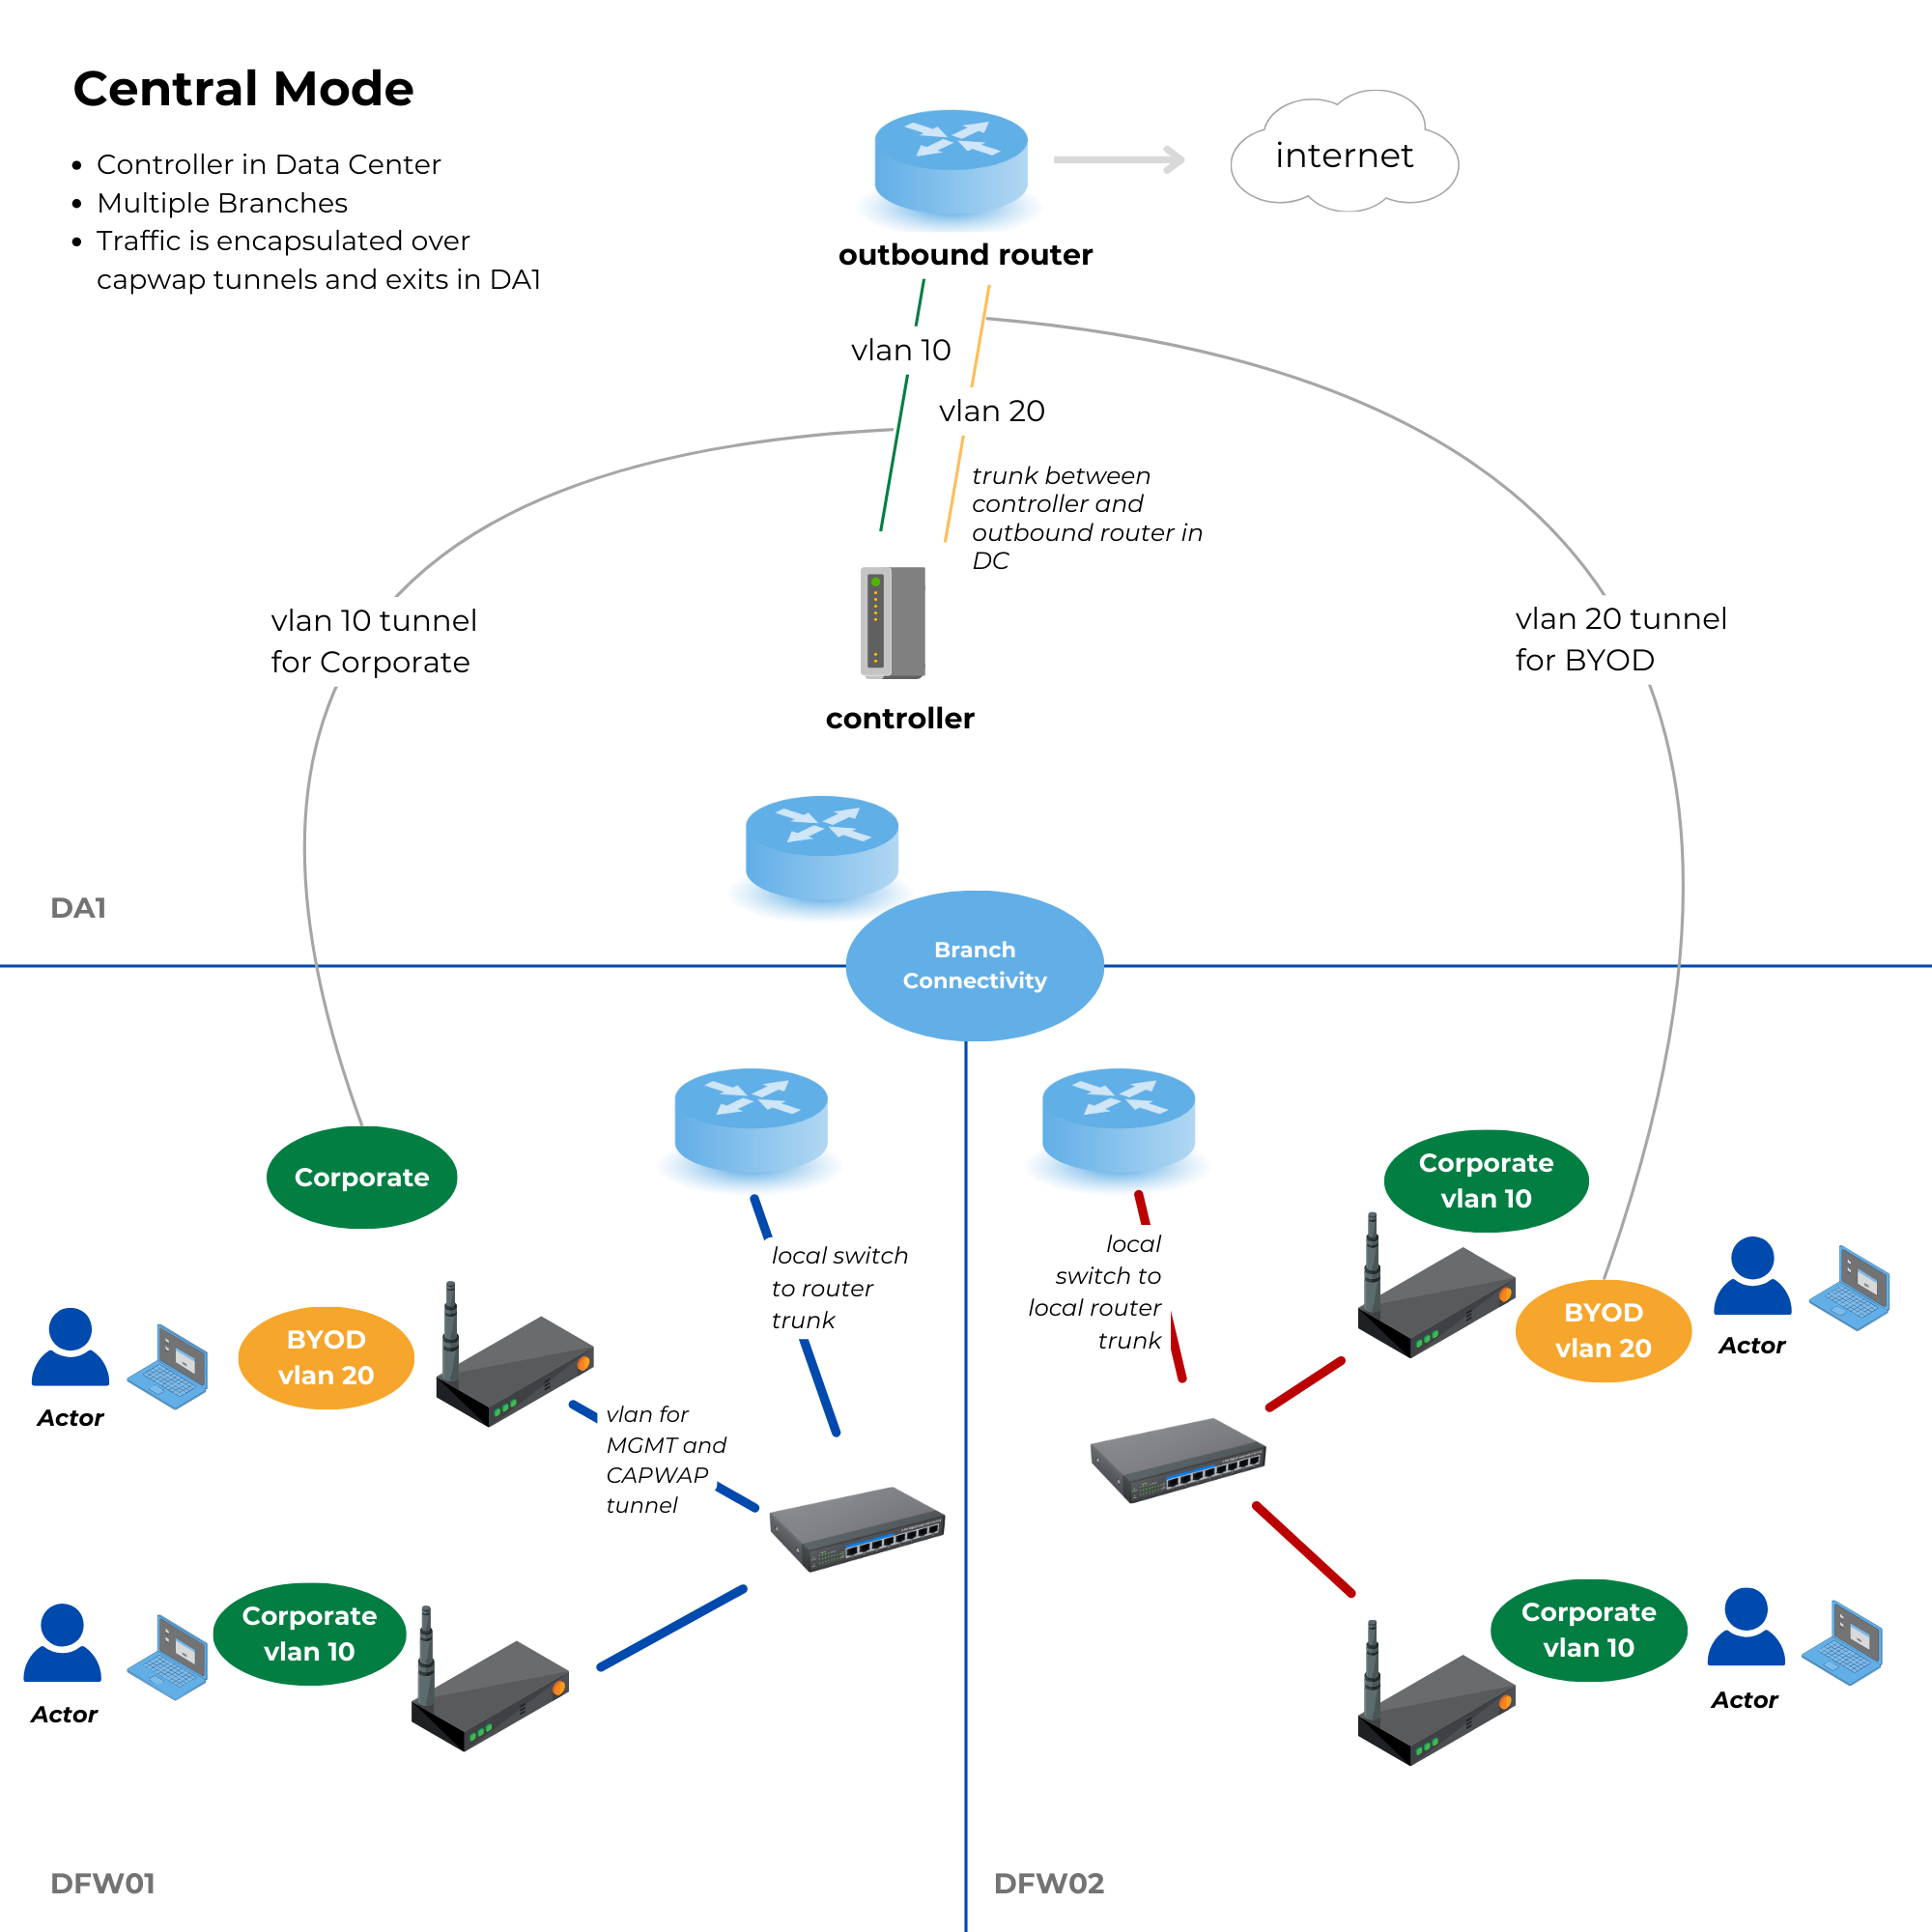 Central Mode
Controller in Data Center
Multiple Branches
Traffic is encapsulated over
capwap tunnels and exits in DA1
internet
outbound router
vlan 10
vlan 20
trunk between
controller and
outbound router in
DC
vlan 10 tunnel
for Corporate
vlan 20 tunnel
for BYOD
controller
DA1
Branch
Connectivity
Corporate
BYOD
vlan 20
Actor
local switch
to router
trunk
vlan for
MGMT and
CAPWAP
tunnel
Corporate
vlan 10
Actor
DFW01
local
switch to
local router
trunk
Corporate
vlan 10
BYOD
vlan 20
Actor
Corporate
vlan 10
Actor
DFW02